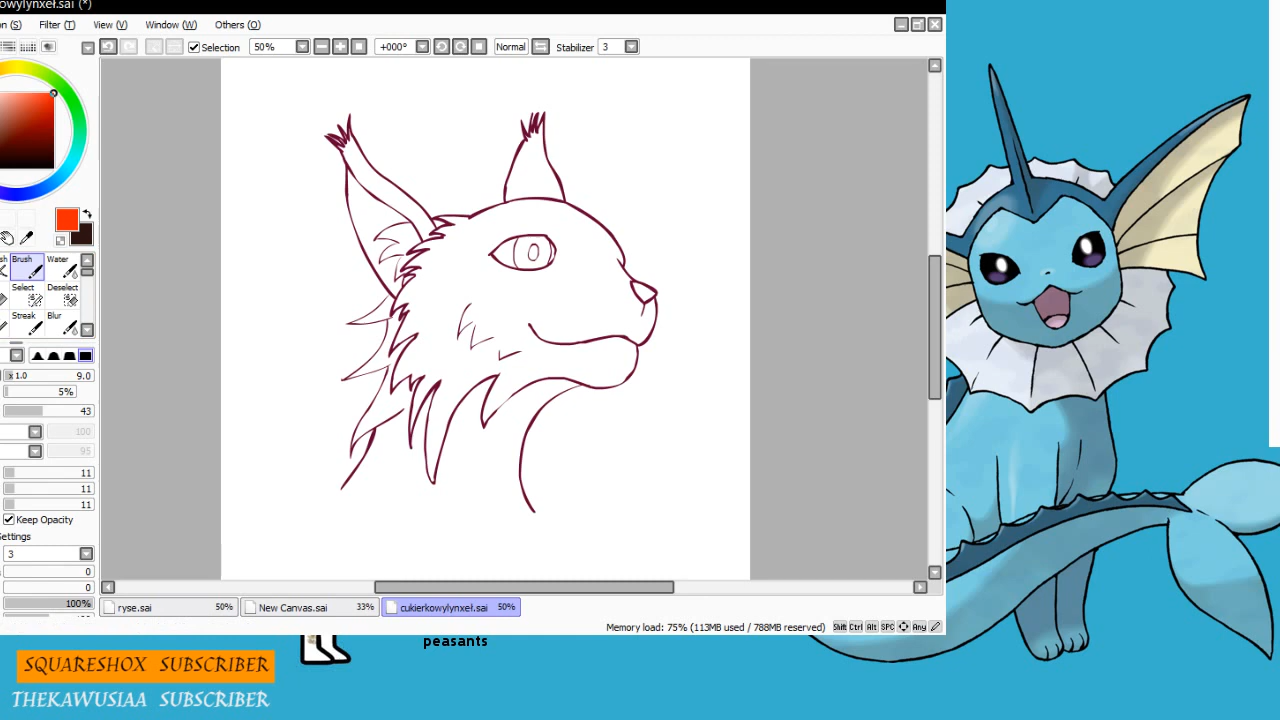 owylynxeł.sai (*)
n (S) Filter (T) View (V) Window (W) Others (O)
Selection 50% +000° Normal Stabilizer 3
Brush Water
Select Deselect
Streak Blur
x 1.0 9.0
5%
43
100
95
11
11
11
Keep Opacity
Settings
3
0
0
100%
ryse.sai 50% New Canvas.sai 33% cukierkowylynxeł.sai 50%
Memory load: 75% (113MB used / 788MB reserved) Shift Ctrl Alt SPC Any
peasants
SQUARESHOX SUBSCRIBER
THEKAWUSIAA SUBSCRIBER